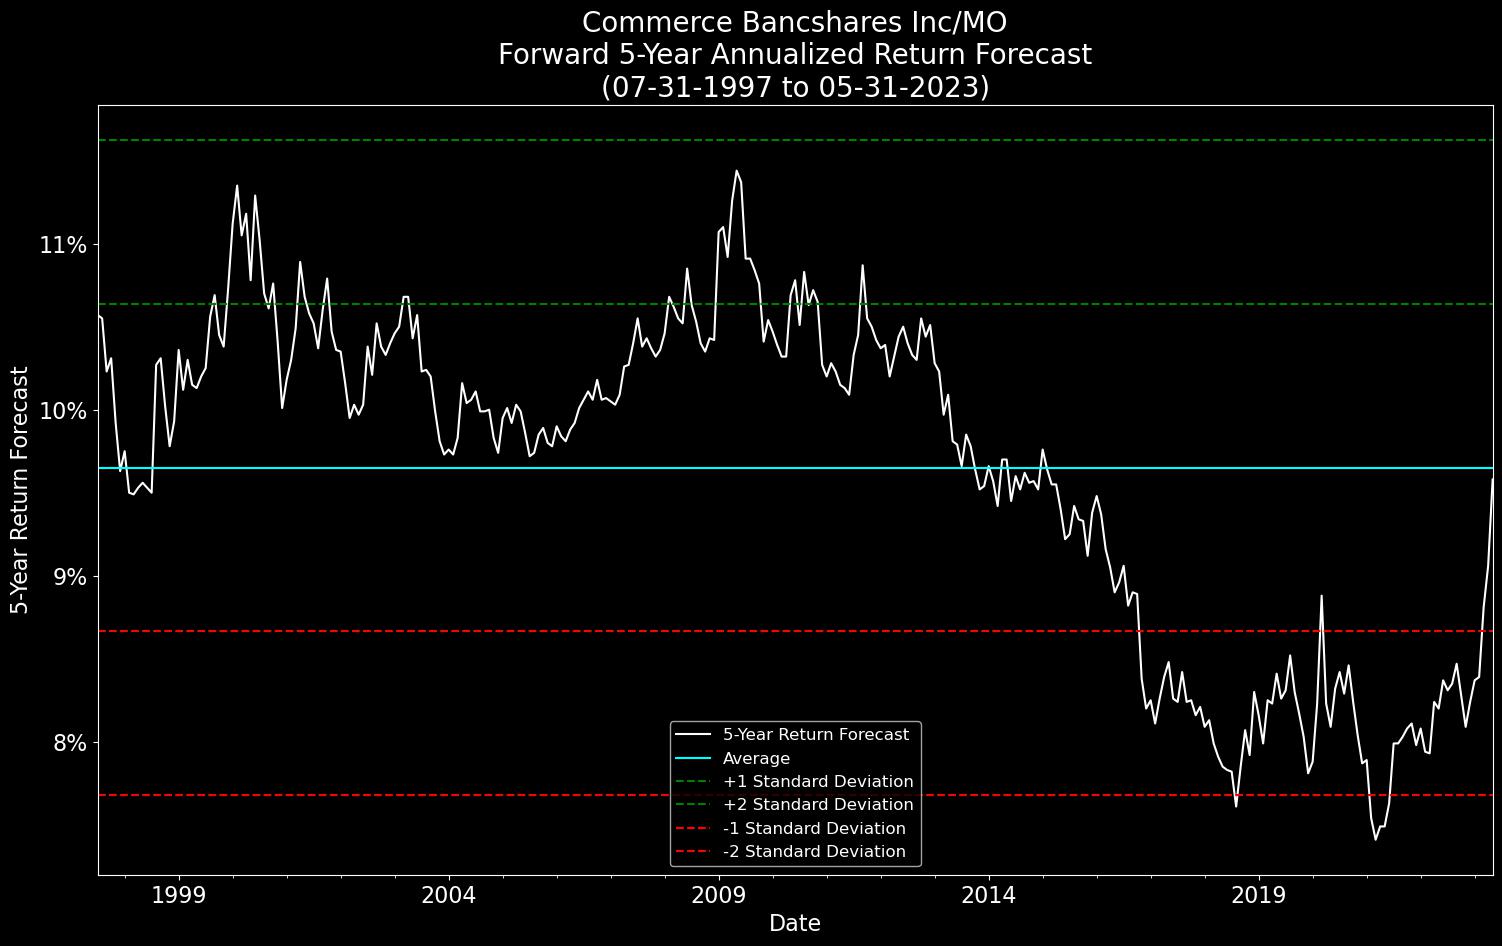 Commerce Bancshares Inc/MO
Forward 5-Year Annualized Return Forecast
(07-31-1997 to 05-31-2023)
5-Year Return Forecast
11%
10%
9%
8%
5-Year Return Forecast
Average
+1 Standard Deviation
+2 Standard Deviation
-1 Standard Deviation
-2 Standard Deviation
1999
2004
2009
2014
2019
Date